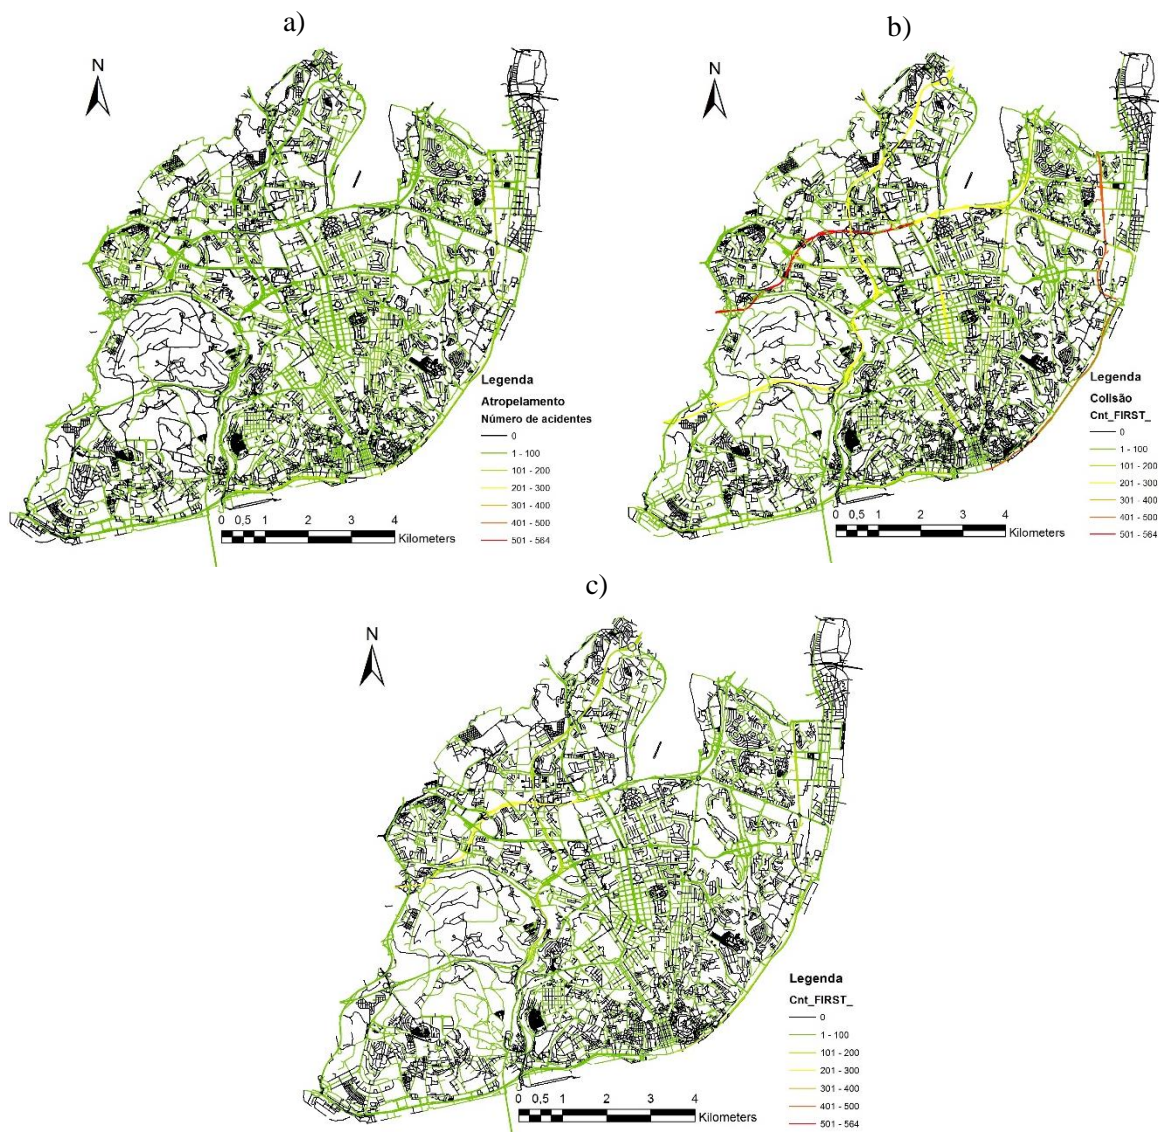 a)
N
Legenda
Atropelamento
Número de acidentes
0
1 - 100
101 - 200
201 - 300
301 - 400
401 - 500
501 - 564
0 0,5 1 2 3 4
Kilometers
b)
N
Legenda
Colisão
Cnt_FIRST_
0
1 - 100
101 - 200
201 - 300
301 - 400
401 - 500
501 - 564
0 0,5 1 2 3 4
Kilometers
c)
N
Legenda
Cnt_FIRST_
0
1 - 100
101 - 200
201 - 300
301 - 400
401 - 500
501 - 564
0 0,5 1 2 3 4
Kilometers